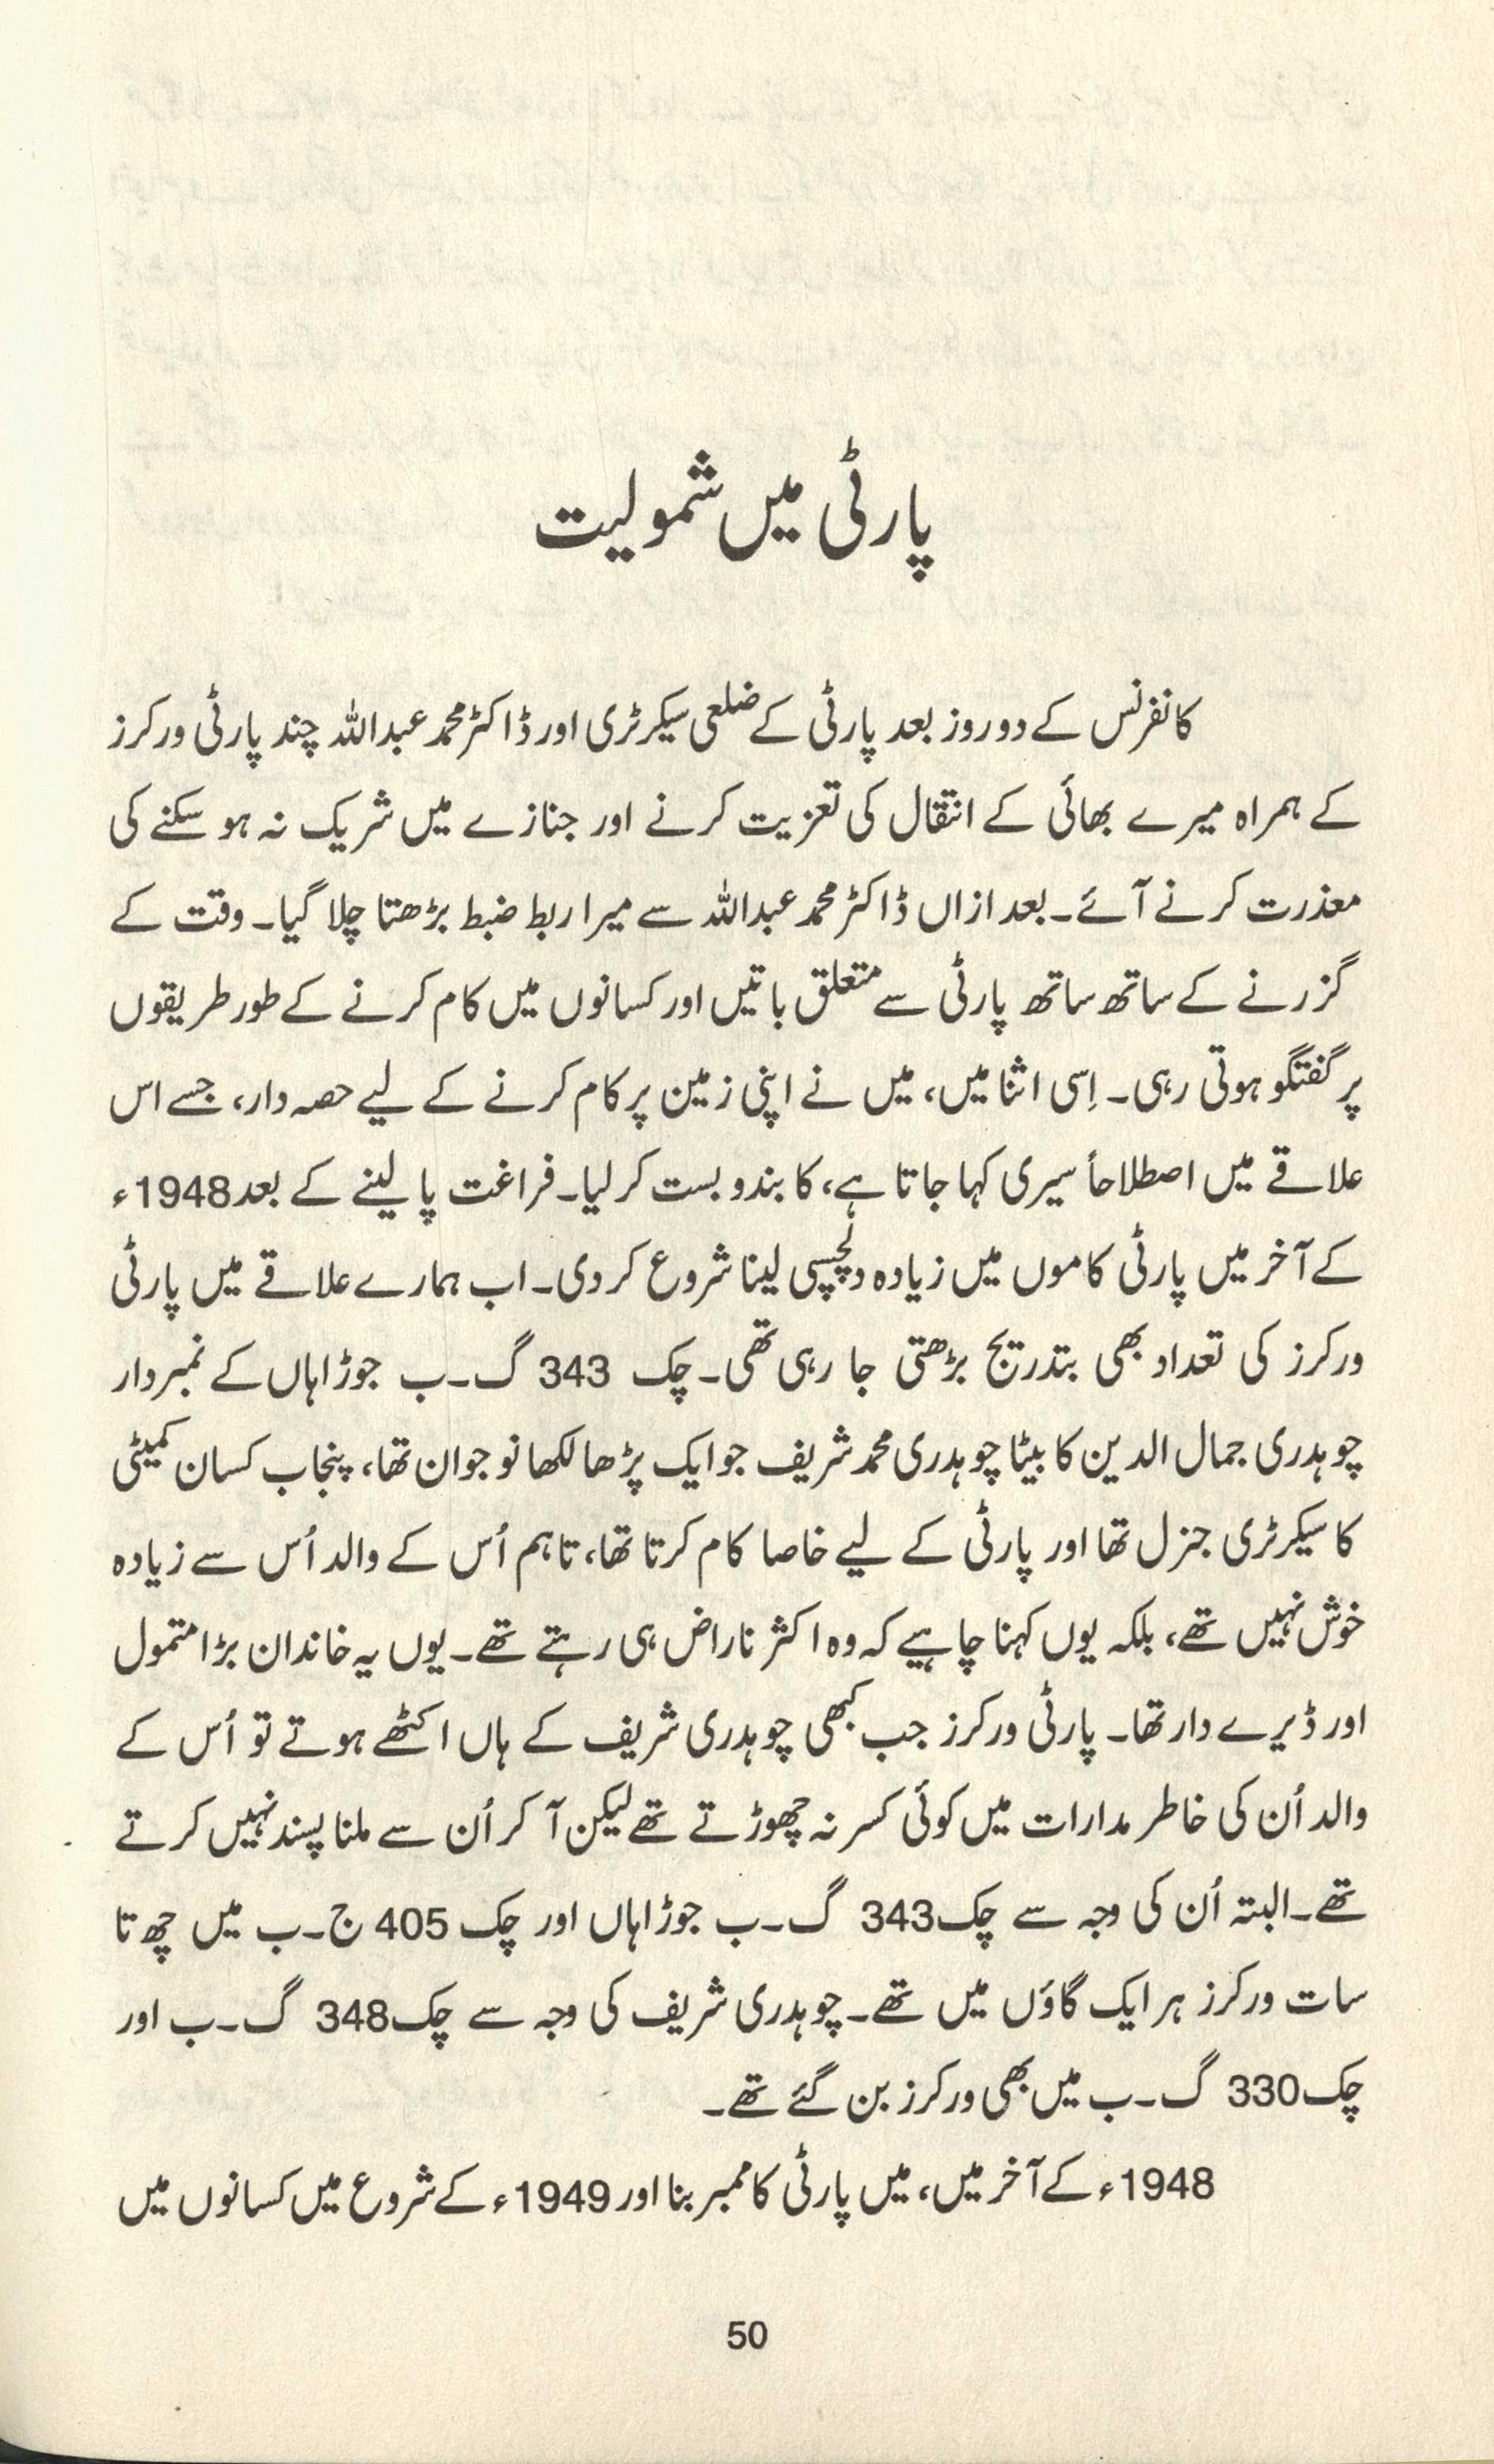 پارٹی میں شمولیت
کانفرنس کے دو روز بعد پارٹی کے ضلعی سیکرٹری اور ڈاکٹر محمد عبداللہ چند پارٹی ورکرز
کے ہمراہ میرے بھائی کے انتقال کی تعزیت کرنے اور جنازے میں شریک نہ ہو سکنے کی
معذرت کرنے آئے۔ بعد ازاں ڈاکٹر محمد عبداللہ سے میرا ربط ضبط بڑھتا چلا گیا۔ وقت کے
گزرنے کے ساتھ ساتھ پارٹی سے متعلق باتیں اور کسانوں میں کام کرنے کے طور طریقوں
پر گفتگو ہوتی رہی۔ اِسی اثنا میں، میں نے اپنی زمین پر کام کرنے کے لیے حصہ دار، جسے اس
علاقے میں اصطلاحاً سیری کہا جاتا ہے، کا بندوبست کر لیا۔ فراغت پا لینے کے بعد 1948ء
کے آخر میں پارٹی کاموں میں زیادہ دلچسپی لینا شروع کر دی۔ اب ہمارے علاقے میں پارٹی
ورکرز کی تعداد بھی بتدریج بڑھتی جا رہی تھی۔ چک 343 گ۔ب جوڑاہاں کے نمبردار
چوہدری جمال الدین کا بیٹا چوہدری محمد شریف جو ایک پڑھا لکھا نوجوان تھا، پنجاب کسان کمیٹی
کا سیکرٹری جنرل تھا اور پارٹی کے لیے خاصا کام کرتا تھا، تاہم اُس کے والد اُس سے زیادہ
خوش نہیں تھے، بلکہ یوں کہنا چاہیے کہ وہ اکثر ناراض ہی رہتے تھے۔ یوں یہ خاندان بڑا متمول
اور ڈیرے دار تھا۔ پارٹی ورکرز جب کبھی چوہدری شریف کے ہاں اکٹھے ہوتے تو اُس کے
والد اُن کی خاطر مدارات میں کوئی کسر نہ چھوڑتے تھے لیکن آ کر اُن سے ملنا پسند نہیں کرتے
تھے۔ البتہ اُن کی وجہ سے چک 343 گ۔ب جوڑاہاں اور چک 405 ج۔ب میں چھ تا
سات ورکرز ہر ایک گاؤں میں تھے۔ چوہدری شریف کی وجہ سے چک 348 گ۔ب اور
چک 330 گ۔ب میں بھی ورکرز بن گئے تھے۔
1948ء کے آخر میں، میں پارٹی کا ممبر بنا اور 1949ء کے شروع میں کسانوں میں
50